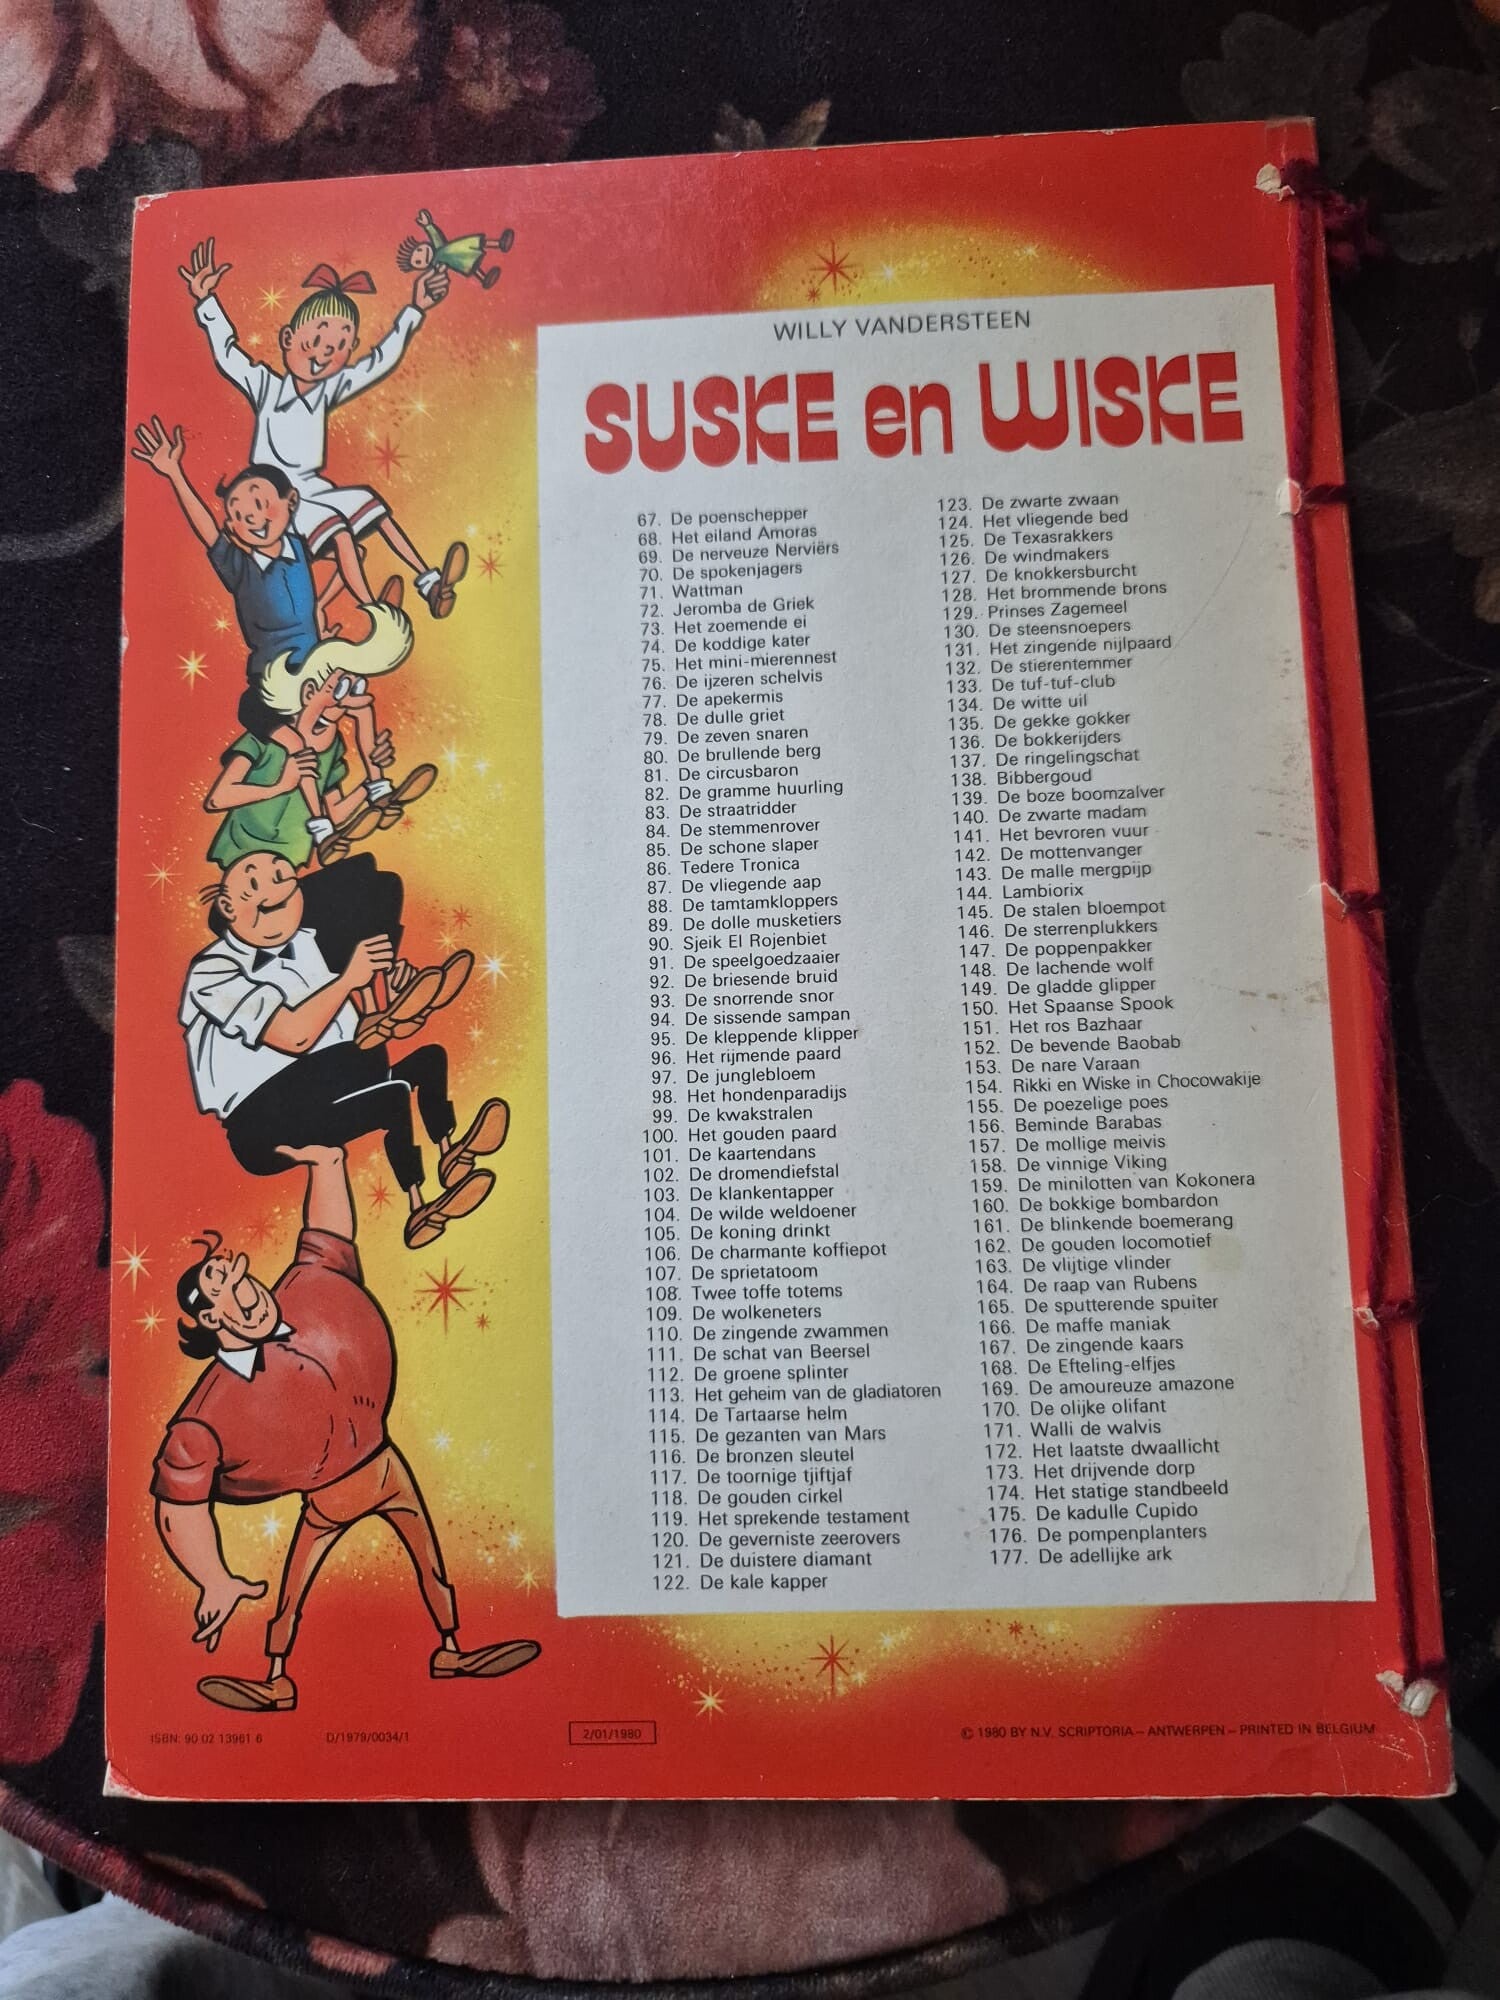 WILLY VANDERSTEEN
SUSKE en WISKE
67. De poenschepper
68. Het eiland Amoras
69. De nerveuze Nerviërs
70. De spokenjagers
71. Wattman
72. Jeromba de Griek
73. Het zoemende ei
74. De koddige kater
75. Het mini-mierennest
76. De ijzeren schelvis
77. De apekermis
78. De dulle griet
79. De zeven snaren
80. De brullende berg
81. De circusbaron
82. De gramme huurling
83. De straatridder
84. De stemmenrover
85. De schone slaper
86. Tedere Tronica
87. De vliegende aap
88. De tamtamkloppers
89. De dolle musketiers
90. Sjeik El Rojenbiet
91. De speelgoedzaaier
92. De briesende bruid
93. De snorrende snor
94. De sissende sampan
95. De kleppende klipper
96. Het rijmende paard
97. De junglebloem
98. Het hondenparadijs
99. De kwakstralen
100. Het gouden paard
101. De kaartendans
102. De dromendiefstal
103. De klankentapper
104. De wilde weldoener
105. De koning drinkt
106. De charmante koffiepot
107. De sprietatoom
108. Twee toffe totems
109. De wolkeneters
110. De zingende zwammen
111. De schat van Beersel
112. De groene splinter
113. Het geheim van de gladiatoren
114. De Tartaarse helm
115. De gezanten van Mars
116. De bronzen sleutel
117. De toornige tjiftjaf
118. De gouden cirkel
119. Het sprekende testament
120. De geverniste zeerovers
121. De duistere diamant
122. De kale kapper
123. De zwarte zwaan
124. Het vliegende bed
125. De Texasrakkers
126. De windmakers
127. De knokkersburcht
128. Het brommende brons
129. Prinses Zagemeel
130. De steensnoepers
131. Het zingende nijlpaard
132. De stierentemmer
133. De tuf-tuf-club
134. De witte uil
135. De gekke gokker
136. De bokkerijders
137. De ringelingschat
138. Bibbergoud
139. De boze boomzalver
140. De zwarte madam
141. Het bevroren vuur
142. De mottenvanger
143. De malle mergpijp
144. Lambiorix
145. De stalen bloempot
146. De sterrenplukkers
147. De poppenpakker
148. De lachende wolf
149. De gladde glipper
150. Het Spaanse Spook
151. Het ros Bazhaar
152. De bevende Baobab
153. De nare Varaan
154. Rikki en Wiske in Chocowakije
155. De poezelige poes
156. Beminde Barabas
157. De mollige meivis
158. De vinnige Viking
159. De minilotten van Kokonera
160. De bokkige bombardon
161. De blinkende boemerang
162. De gouden locomotief
163. De vlijtige vlinder
164. De raap van Rubens
165. De sputterende spuiter
166. De maffe maniak
167. De zingende kaars
168. De Efteling-elfjes
169. De amoureuze amazone
170. De olijke olifant
171. Walli de walvis
172. Het laatste dwaallicht
173. Het drijvende dorp
174. Het statige standbeeld
175. De kadulle Cupido
176. De pompenplanters
177. De adellijke ark
ISBN: 90 02 13961 6
D/1979/0034/1
2/01/1980
© 1980 BY N.V. SCRIPTORIA – ANTWERPEN – PRINTED IN BELGIUM